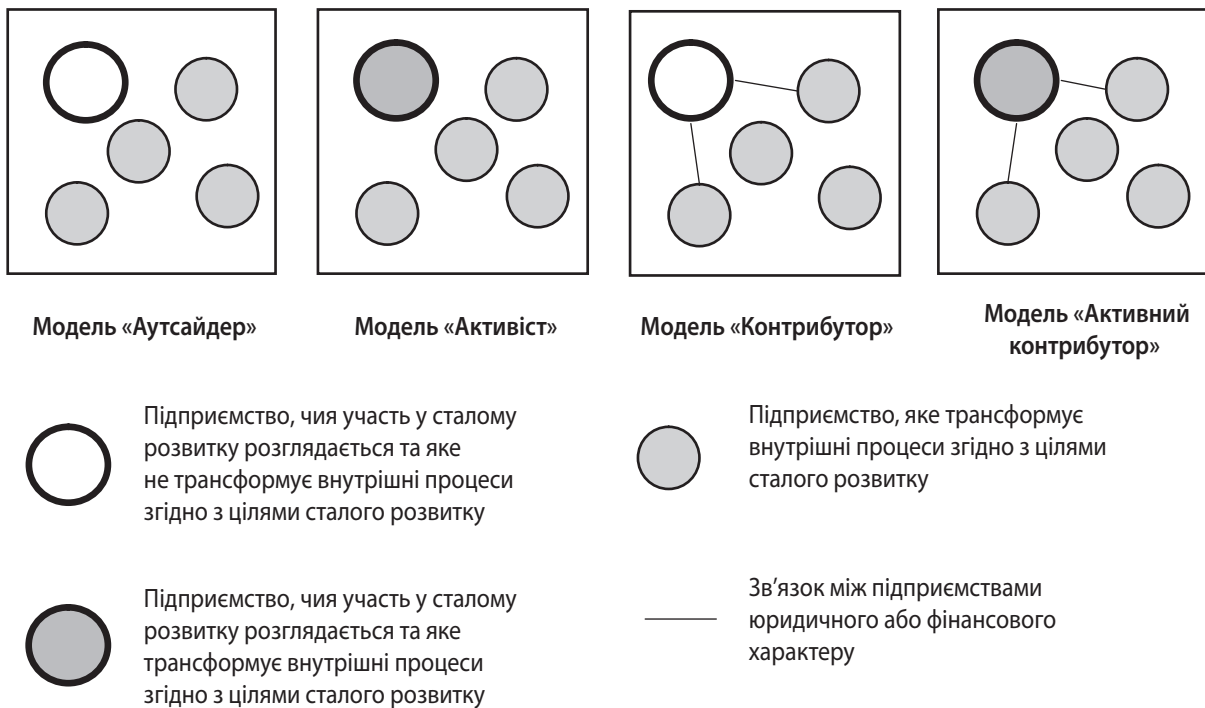 Модель «Аутсайдер»
Модель «Активіст»
Модель «Контрибутор»
Модель «Активний
контрибутор»
Підприємство, чия участь у сталому
розвитку розглядається та яке
не трансформує внутрішні процеси
згідно з цілями сталого розвитку
Підприємство, яке трансформує
внутрішні процеси згідно з цілями
сталого розвитку
Підприємство, чия участь у сталому
розвитку розглядається та яке
трансформує внутрішні процеси
згідно з цілями сталого розвитку
Зв’язок між підприємствами
юридичного або фінансового
характеру